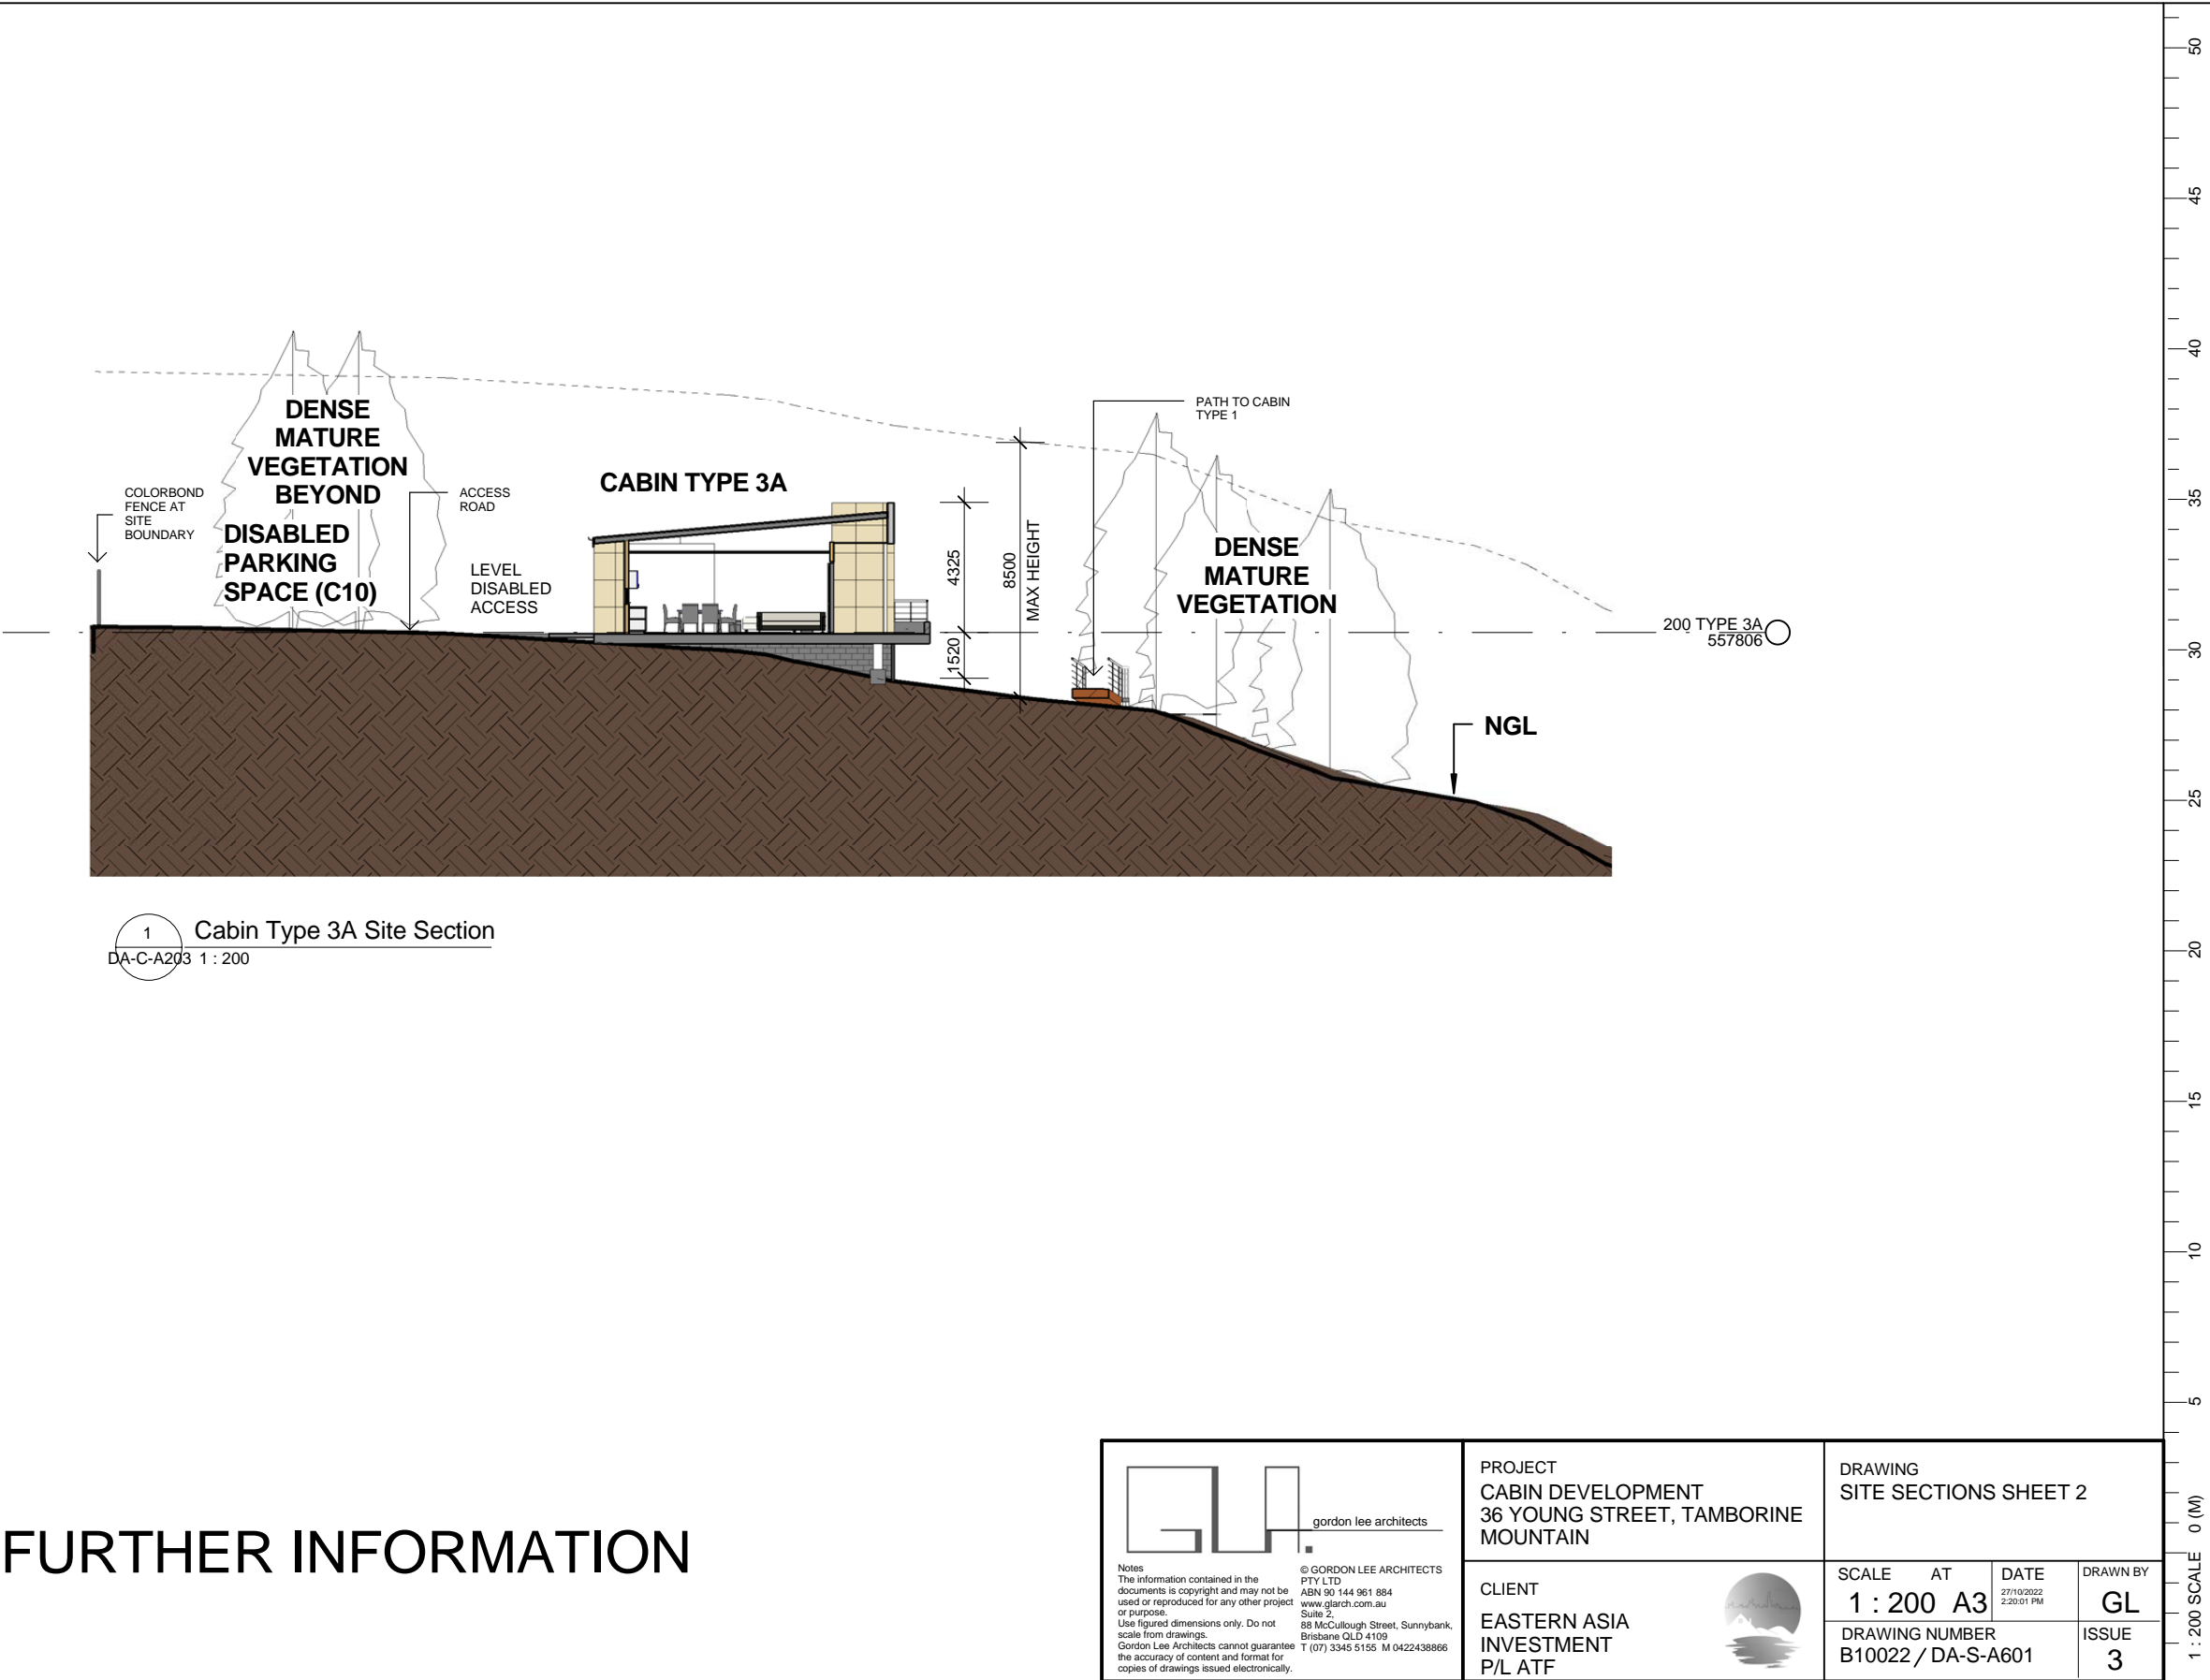 DENSE
MATURE
VEGETATION
BEYOND
COLORBOND
FENCE AT
SITE
BOUNDARY
DISABLED
PARKING
SPACE (C10)
ACCESS
ROAD
LEVEL
DISABLED
ACCESS
CABIN TYPE 3A
4325
1520
8500
MAX HEIGHT
PATH TO CABIN
TYPE 1
DENSE
MATURE
VEGETATION
200 TYPE 3A
557806
NGL
1
Cabin Type 3A Site Section
DA-C-A203 1 : 200
FURTHER INFORMATION
gordon lee architects
Notes
The information contained in the
documents is copyright and may not be
used or reproduced for any other project
or purpose.
Use figured dimensions only. Do not
scale from drawings.
Gordon Lee Architects cannot guarantee
the accuracy of content and format for
copies of drawings issued electronically.
© GORDON LEE ARCHITECTS
PTY LTD
ABN 90 144 961 884
www.glarch.com.au
Suite 2,
88 McCullough Street, Sunnybank,
Brisbane QLD 4109
T (07) 3345 5155 M 0422438866
PROJECT
CABIN DEVELOPMENT
36 YOUNG STREET, TAMBORINE
MOUNTAIN
CLIENT
EASTERN ASIA
INVESTMENT
P/L ATF
DRAWING
SITE SECTIONS SHEET 2
SCALE AT
1 : 200 A3
DATE
27/10/2022
2:20:01 PM
DRAWN BY
GL
DRAWING NUMBER
B10022 / DA-S-A601
ISSUE
3
50
45
40
35
30
25
20
15
10
5
0 (M)
1 : 200 SCALE